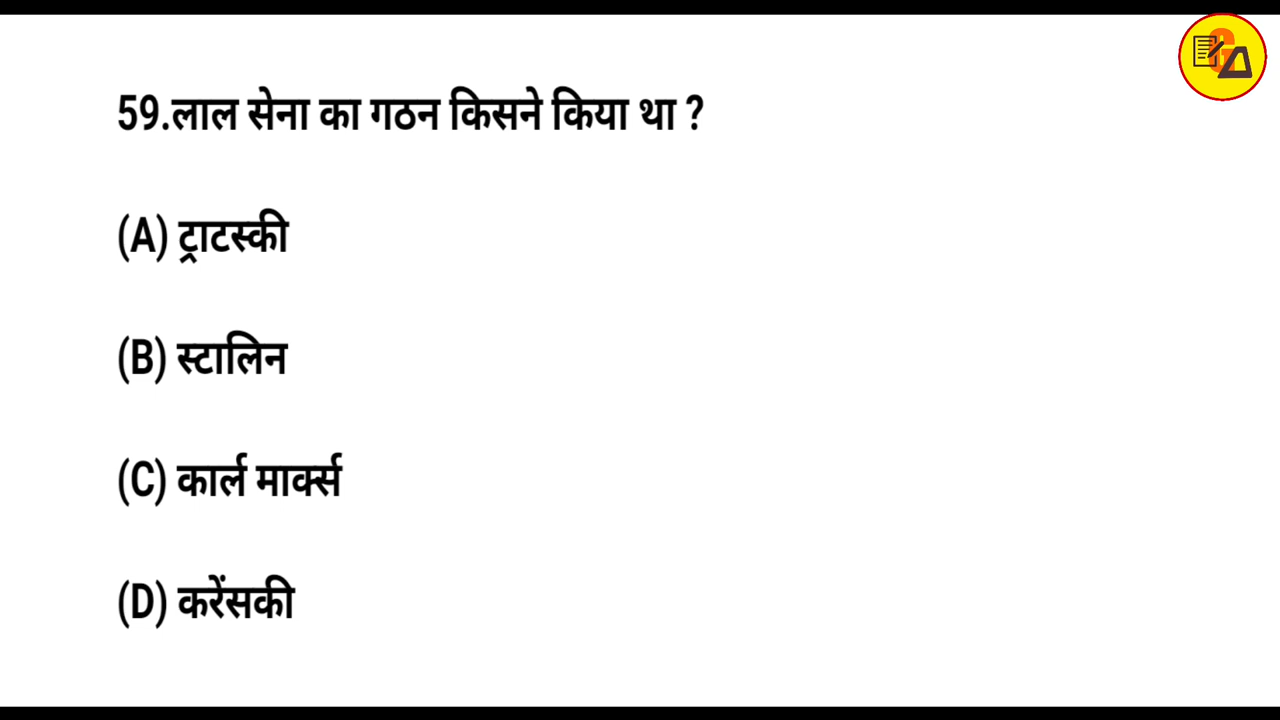 59.लाल सेना का गठन किसने किया था ?
(A) ट्राटस्की
(B) स्टालिन
(C) कार्ल मार्क्स
(D) करेंसकी